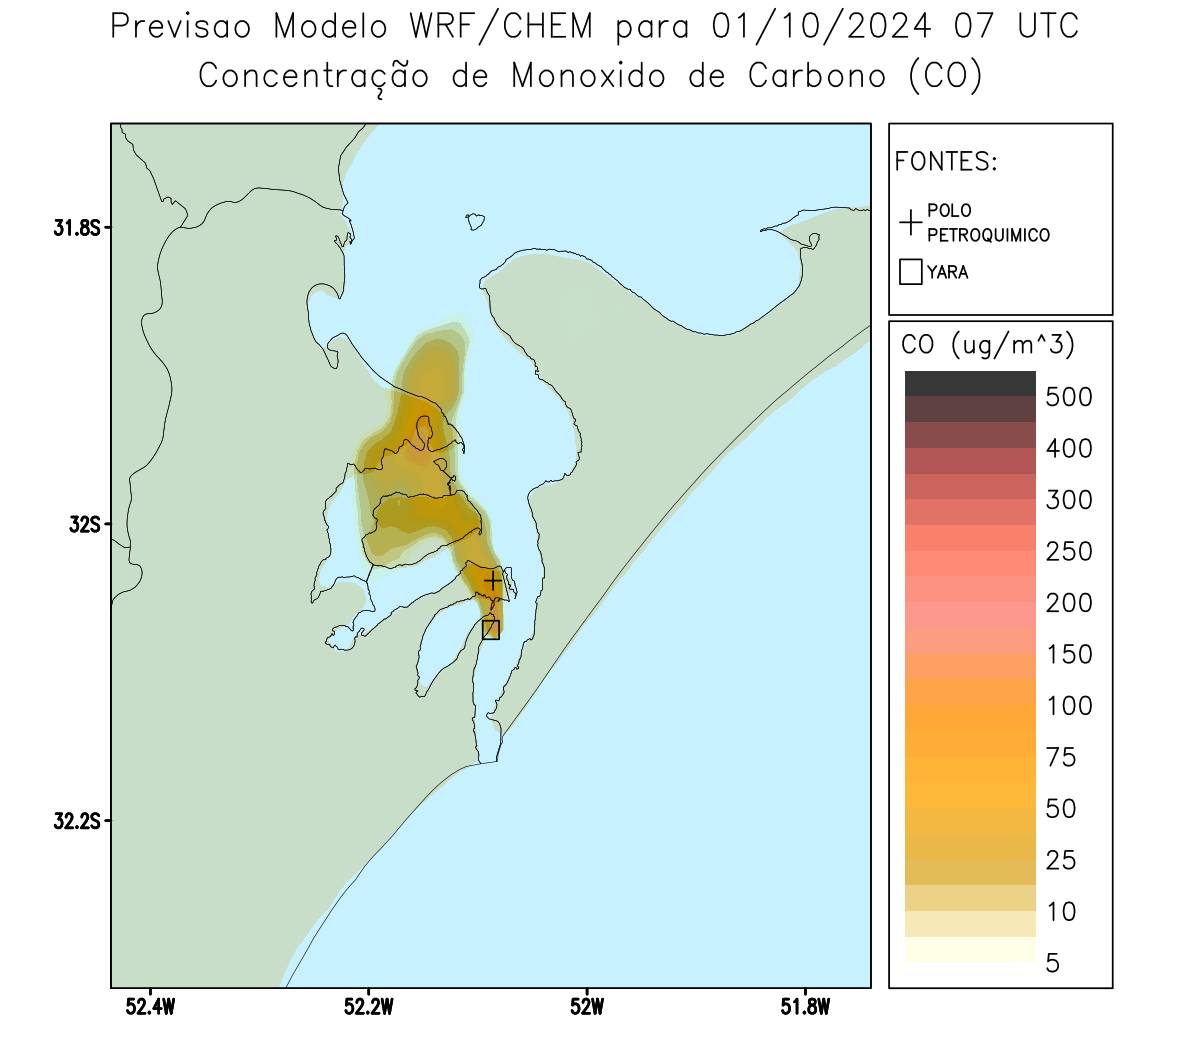 Previsao Modelo WRF/CHEM para 01/10/2024 07 UTC
Concentração de Monoxido de Carbono (CO)
31.8S
32S
32.2S
52.4W
52.2W
52W
51.8W
FONTES:
POLO
PETROQUIMICO
YARA
CO (ug/m^3)
500
400
300
250
200
150
100
75
50
25
10
5